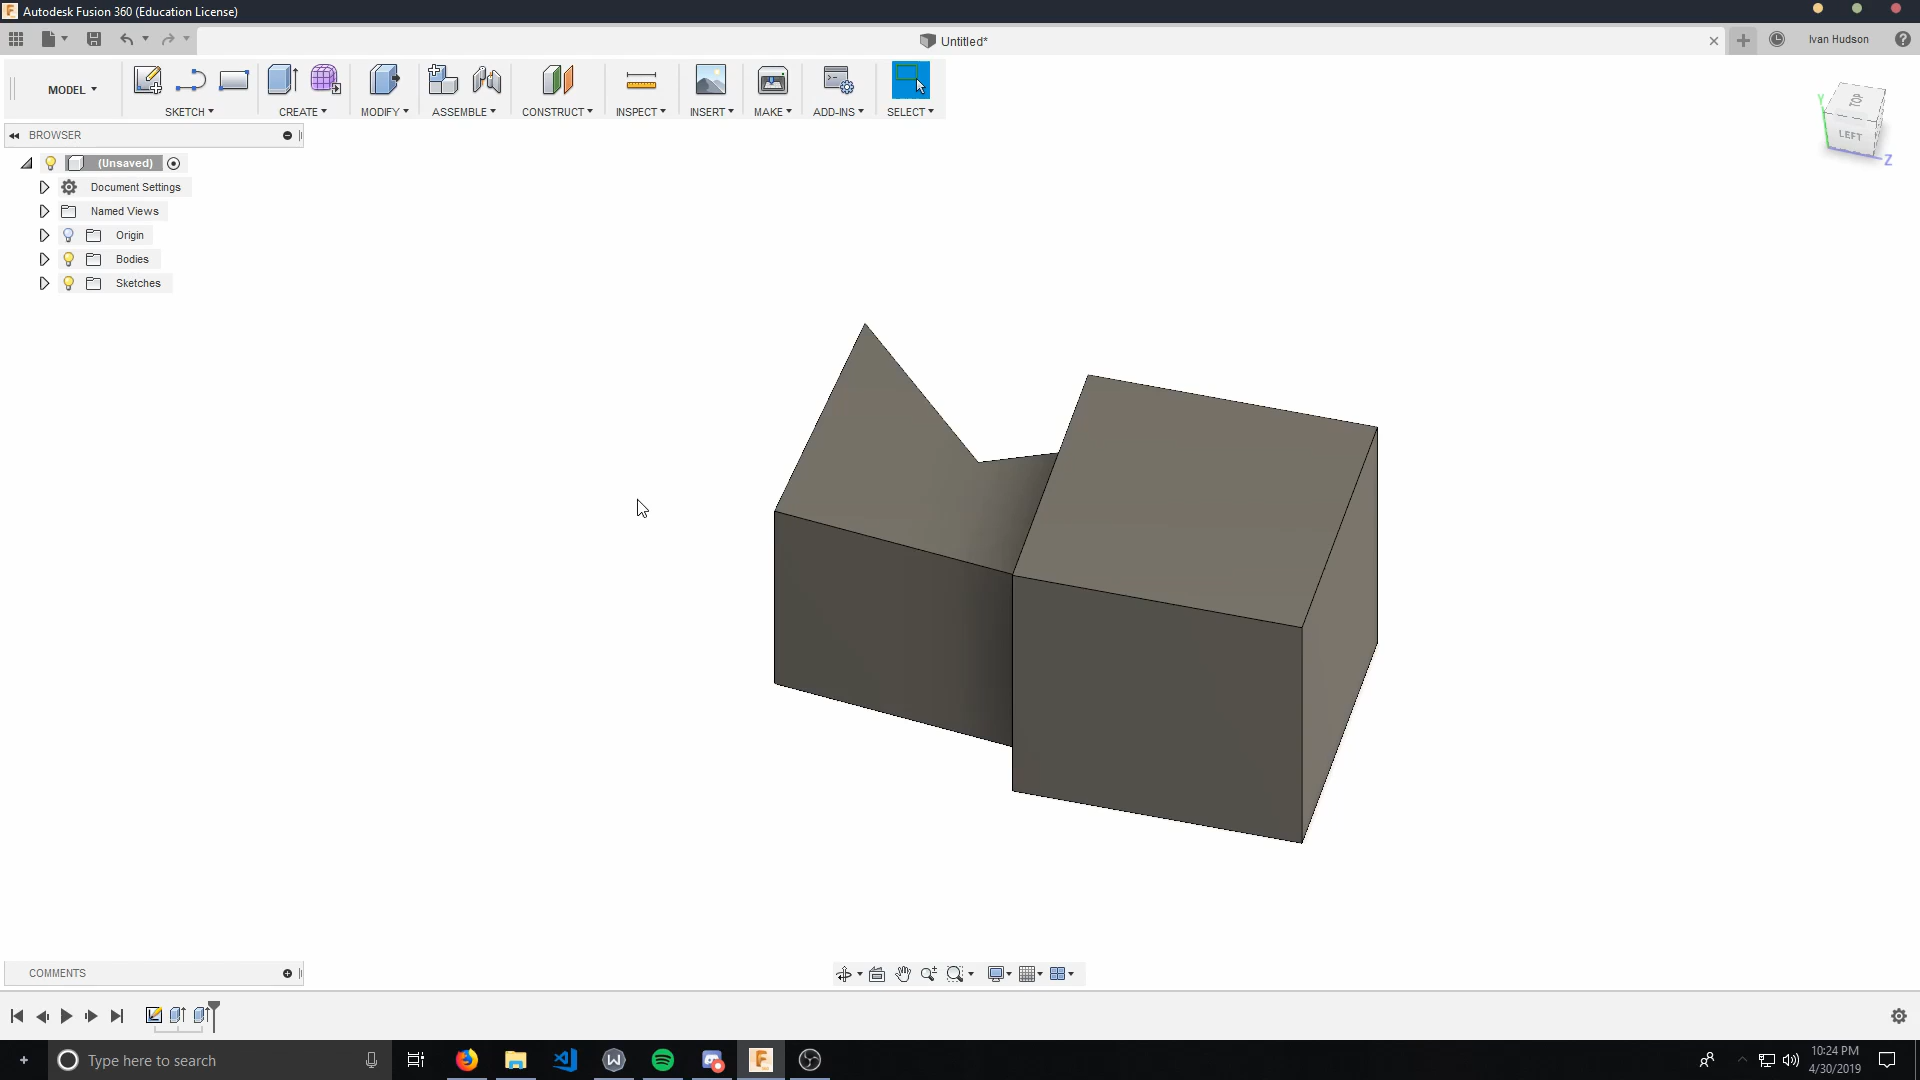 Autodesk Fusion 360 (Education License)
Untitled*
Ivan Hudson
MODEL
SKETCH
CREATE
MODIFY
ASSEMBLE
CONSTRUCT
INSPECT
INSERT
MAKE
ADD-INS
SELECT
TOP
LEFT
Y
Z
BROWSER
(Unsaved)
Document Settings
Named Views
Origin
Bodies
Sketches
COMMENTS
Type here to search
10:24 PM
4/30/2019